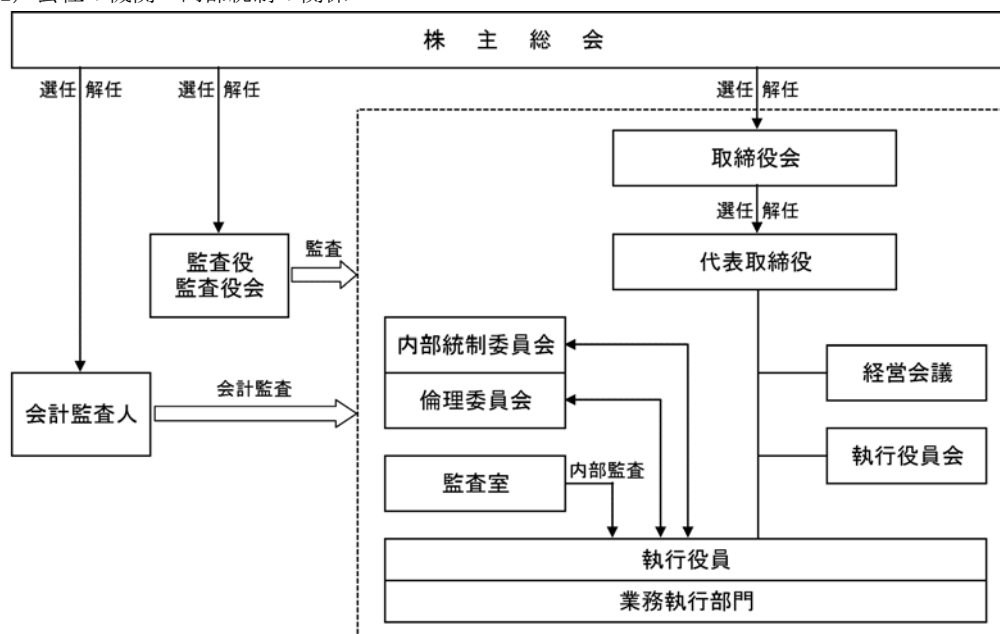 株主総会
選任 解任
選任 解任
選任 解任
取締役会
選任 解任
代表取締役
監査役
監査役会
監査
内部統制委員会
倫理委員会
経営会議
会計監査人
会計監査
執行役員会
監査室
内部監査
執行役員
業務執行部門